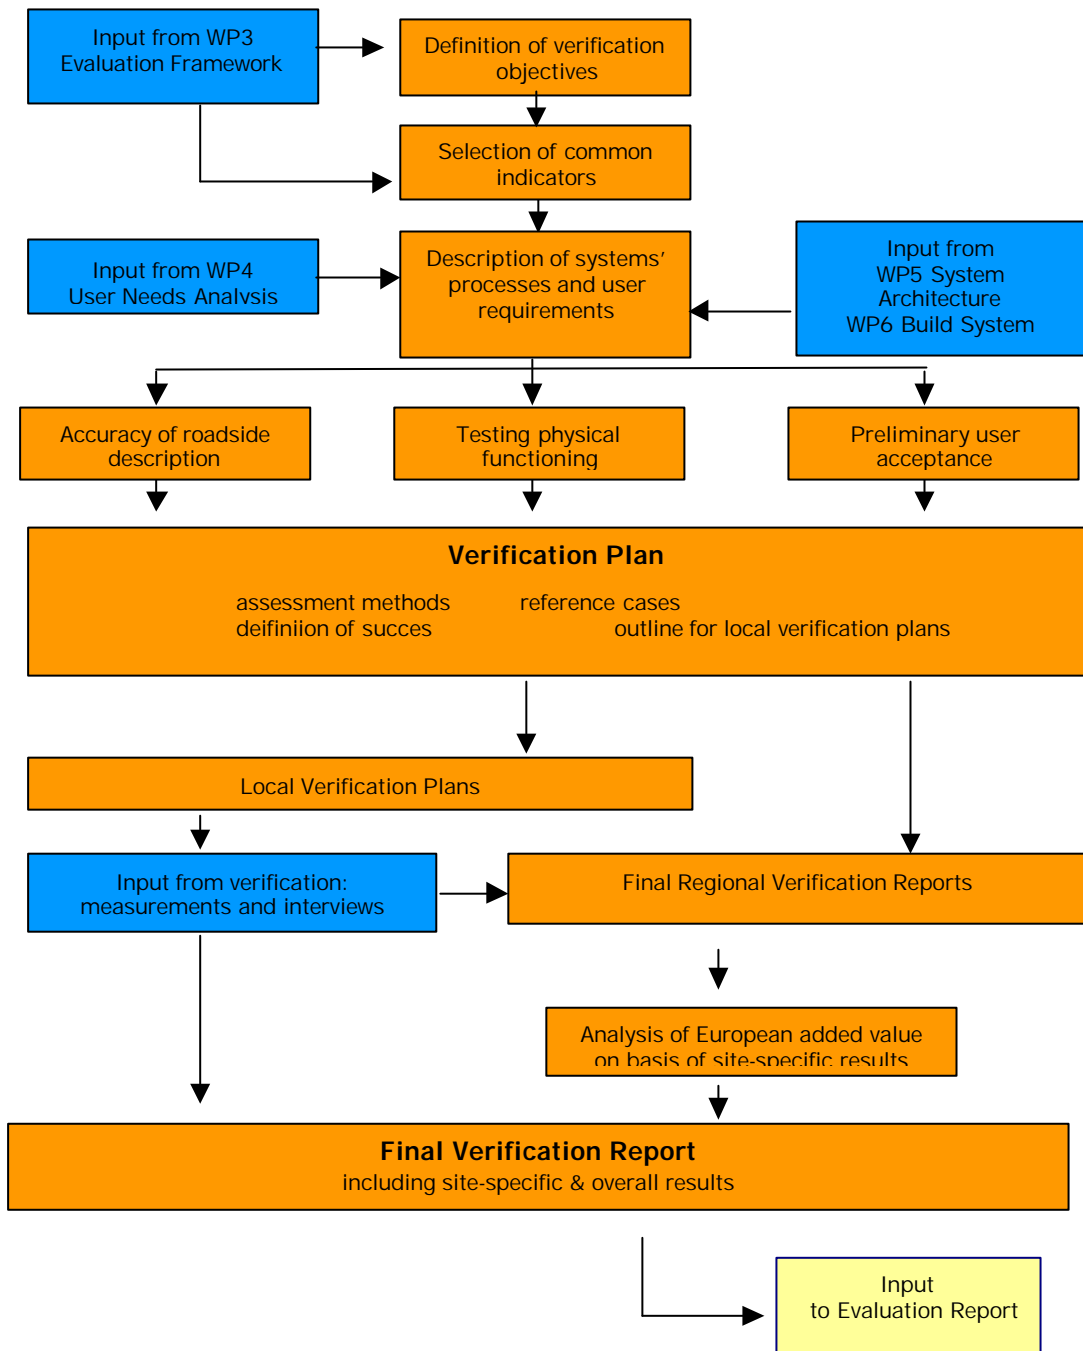 Input from WP3
Evaluation Framework
Definition of verification
objectives
Selection of common
indicators
Input from WP4
User Needs Analysis
Description of systems'
processes and user
requirements
Input from
WP5 System
Architecture
WP6 Build System
Accuracy of roadside
description
Testing physical
functioning
Preliminary user
acceptance
Verification Plan
assessment methods reference cases
deifiniion of succes outline for local verification plans
Local Verification Plans
Input from verification:
measurements and interviews
Final Regional Verification Reports
Analysis of European added value
on basis of site-specific results
Final Verification Report
including site-specific & overall results
Input
to Evaluation Report